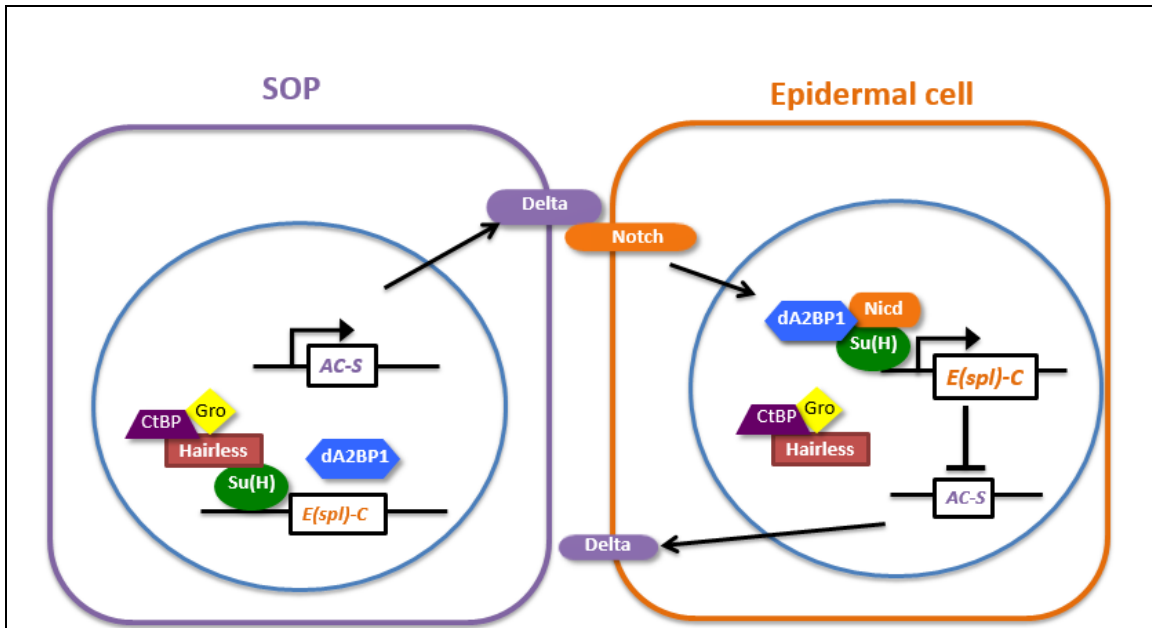 SOP
Epidermal cell
Delta
Notch
dA2BP1
Nicd
Su(H)
E(spl)-C
AC-S
CtBP
Gro
Hairless
dA2BP1
Su(H)
E(spl)-C
CtBP
Gro
Hairless
AC-S
Delta